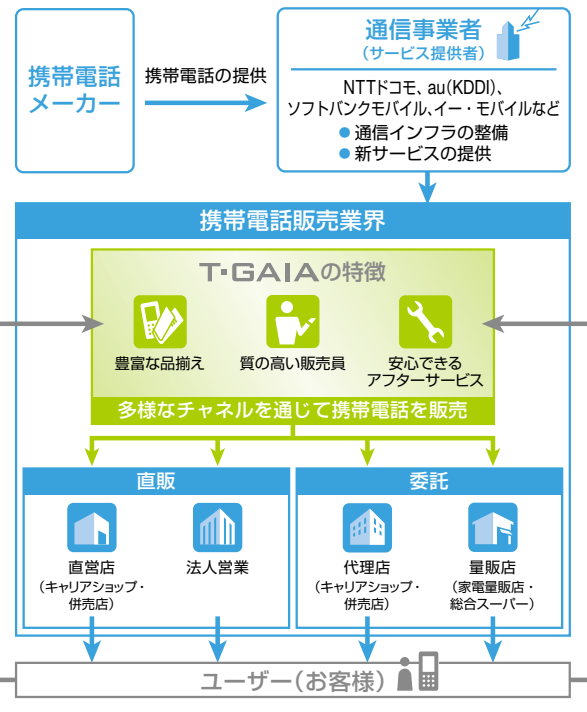 携帯電話
メーカー
携帯電話の提供
通信事業者
（サービス提供者）
NTTドコモ、au(KDDI)、
ソフトバンクモバイル、イー・モバイルなど
● 通信インフラの整備
● 新サービスの提供
携帯電話販売業界
T-GAIAの特徴
豊富な品揃え
質の高い販売員
安心できる
アフターサービス
多様なチャネルを通じて携帯電話を販売
直販
直営店
（キャリアショップ・
併売店）
法人営業
委託
代理店
（キャリアショップ・
併売店）
量販店
（家電量販店・
総合スーパー）
ユーザー（お客様）